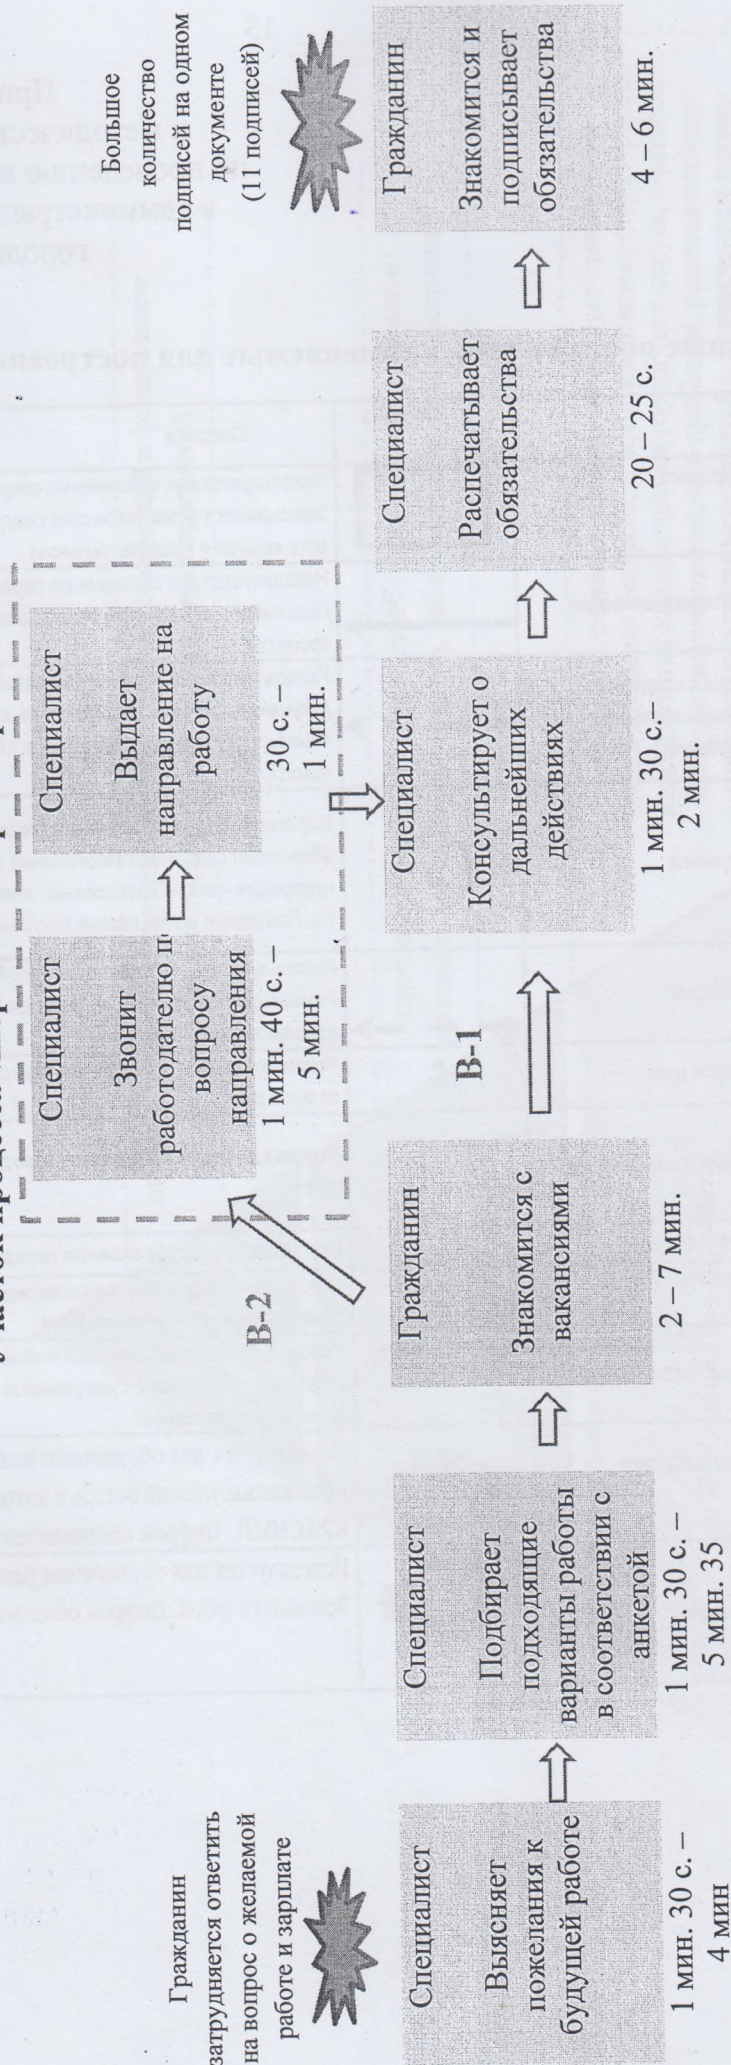 Гражданин
затрудняется ответить
на вопрос о желаемой
работе и зарплате
Специалист
Выясняет
пожелания к
будущей работе
1 мин. 30 с. –
4 мин
Специалист
Подбирает
подходящие
варианты работы
в соответствии с
анкетой
1 мин. 30 с. –
5 мин. 35
Гражданин
Знакомится с
вакансиями
2 – 7 мин.
В-2
В-1
Специалист
Звонит
работодателю п
вопросу
направления
1 мин. 40 с. –
5 мин.
Специалист
Выдает
направление на
работу
30 с. –
1 мин.
Специалист
Консультирует о
дальнейших
действиях
1 мин. 30 с.–
2 мин.
Специалист
Распечатывает
обязательства
20 – 25 с.
Большое
количество
подписей на одном
документе
(11 подписей)
Гражданин
Знакомится и
подписывает
обязательства
4 – 6 мин.